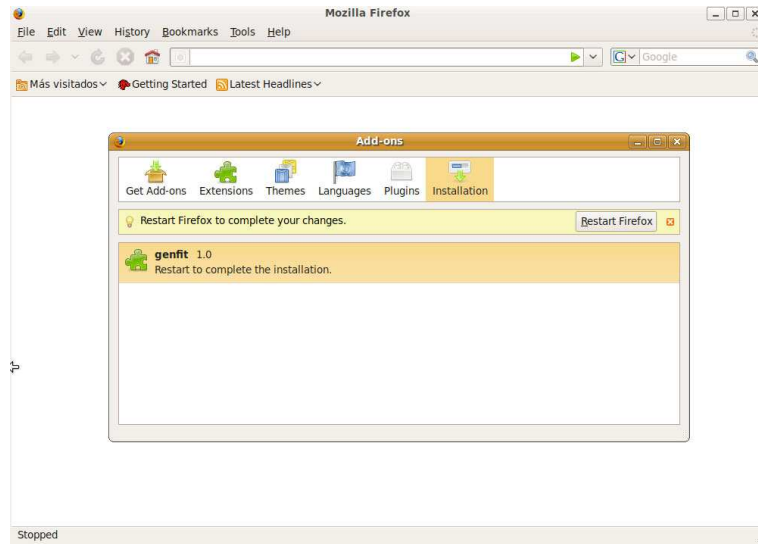 Mozilla Firefox
File Edit View History Bookmarks Tools Help
G Google
Más visitados Getting Started Latest Headlines
Add-ons
Get Add-ons Extensions Themes Languages Plugins Installation
Restart Firefox to complete your changes. Restart Firefox
genfit 1.0
Restart to complete the installation.
Stopped